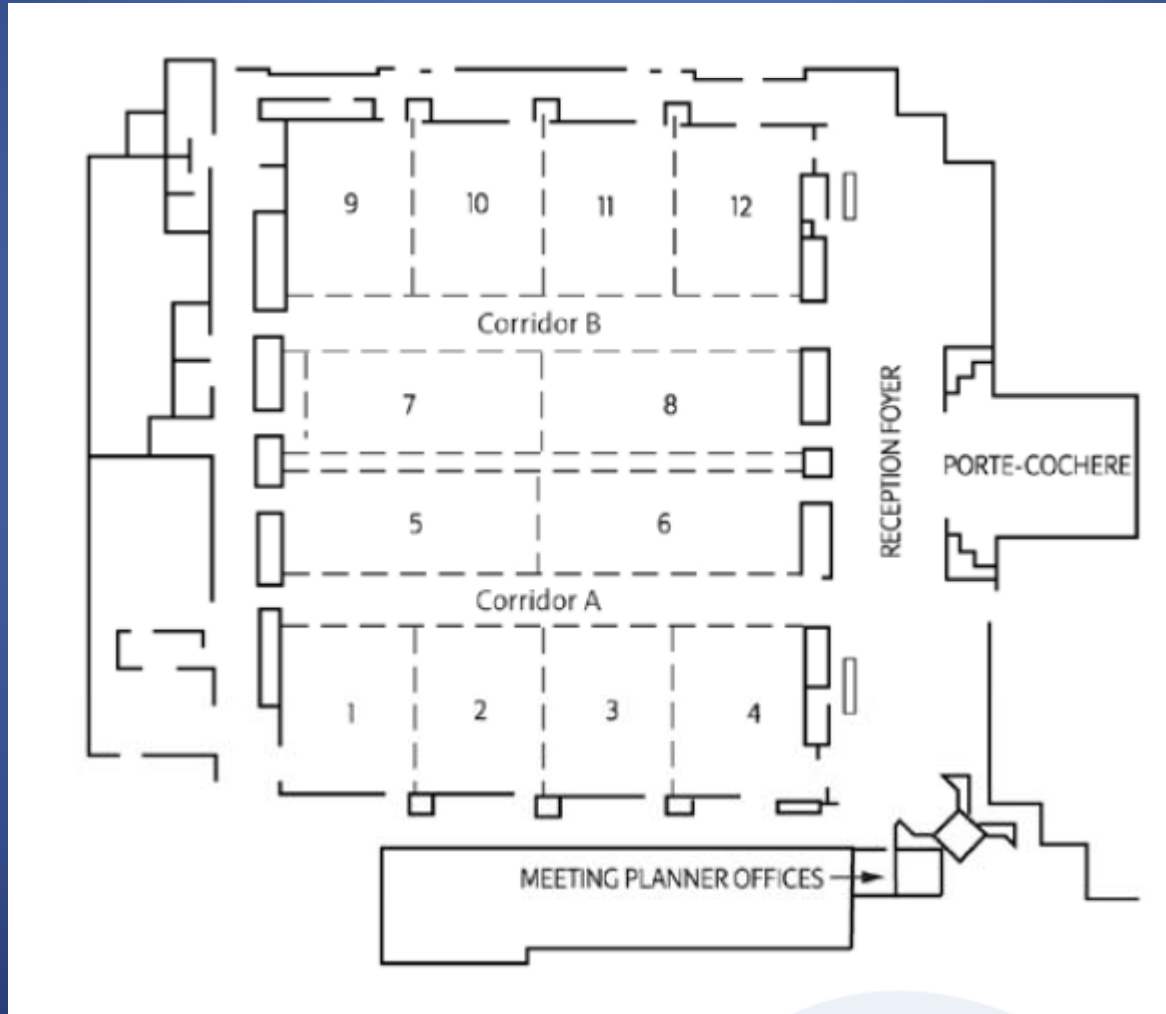 9 10 11 12
Corridor B
7 8
RECEPTION FOYER
PORTE-COCHERE
5 6
Corridor A
1 2 3 4
MEETING PLANNER OFFICES